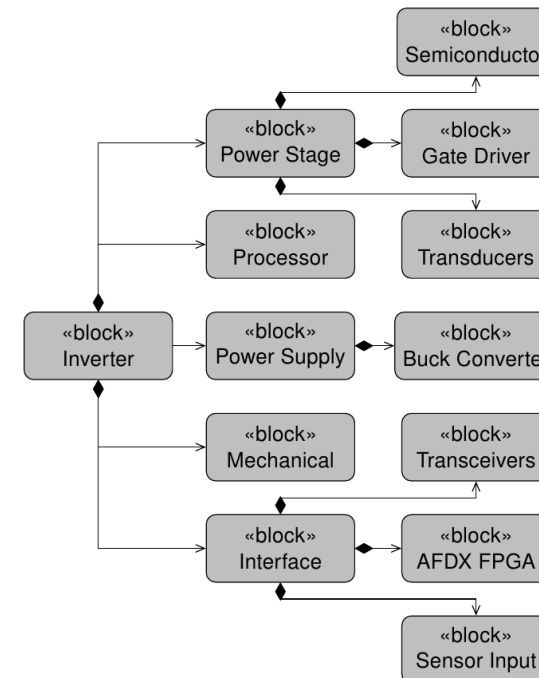 «block»
Semiconducto
«block»
Power Stage
«block»
Gate Driver
«block»
Processor
«block»
Transducers
«block»
Inverter
«block»
Power Supply
«block»
Buck Converte
«block»
Mechanical
«block»
Transceivers
«block»
Interface
«block»
AFDX FPGA
«block»
Sensor Input